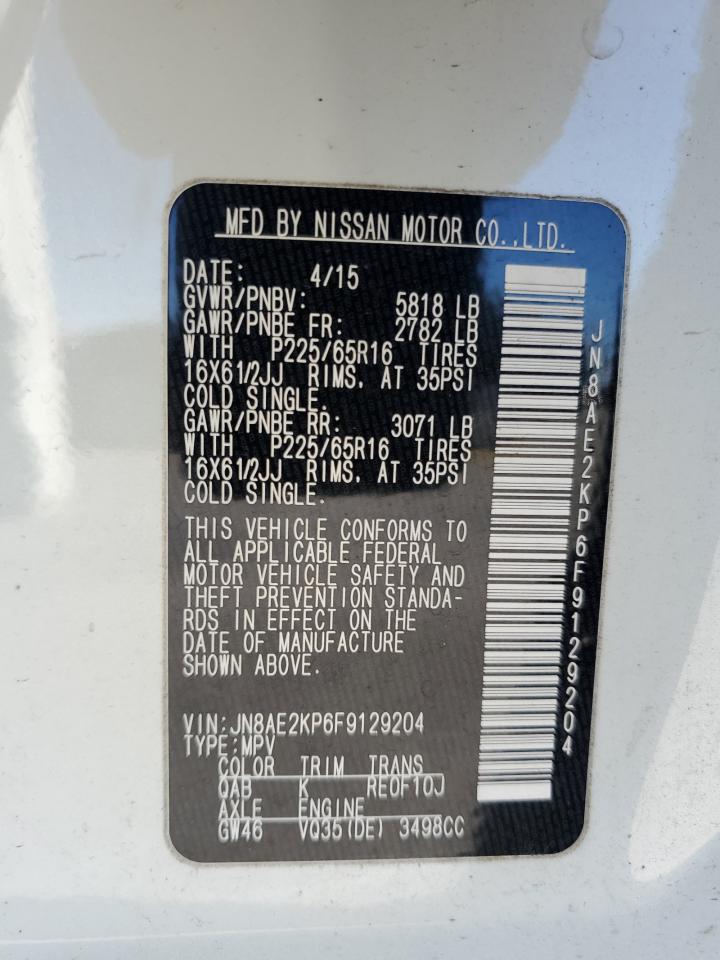 MFD BY NISSAN MOTOR CO.,LTD.
DATE: 4/15
GVWR/PNBV: 5818 LB
GAWR/PNBE FR: 2782 LB
WITH P225/65R16 TIRES
16X61/2JJ RIMS. AT 35PSI
COLD SINGLE.
GAWR/PNBE RR: 3071 LB
WITH P225/65R16 TIRES
16X61/2JJ RIMS. AT 35PSI
COLD SINGLE.
THIS VEHICLE CONFORMS TO
ALL APPLICABLE FEDERAL
MOTOR VEHICLE SAFETY AND
THEFT PREVENTION STANDA-
RDS IN EFFECT ON THE
DATE OF MANUFACTURE
SHOWN ABOVE.
VIN:JN8AE2KP6F9129204
TYPE:MPV
COLOR TRIM TRANS
QAB K REOF10J
AXLE ENGINE
GW46 VQ35(DE) 3498CC
JN8AE2KP6F9129204